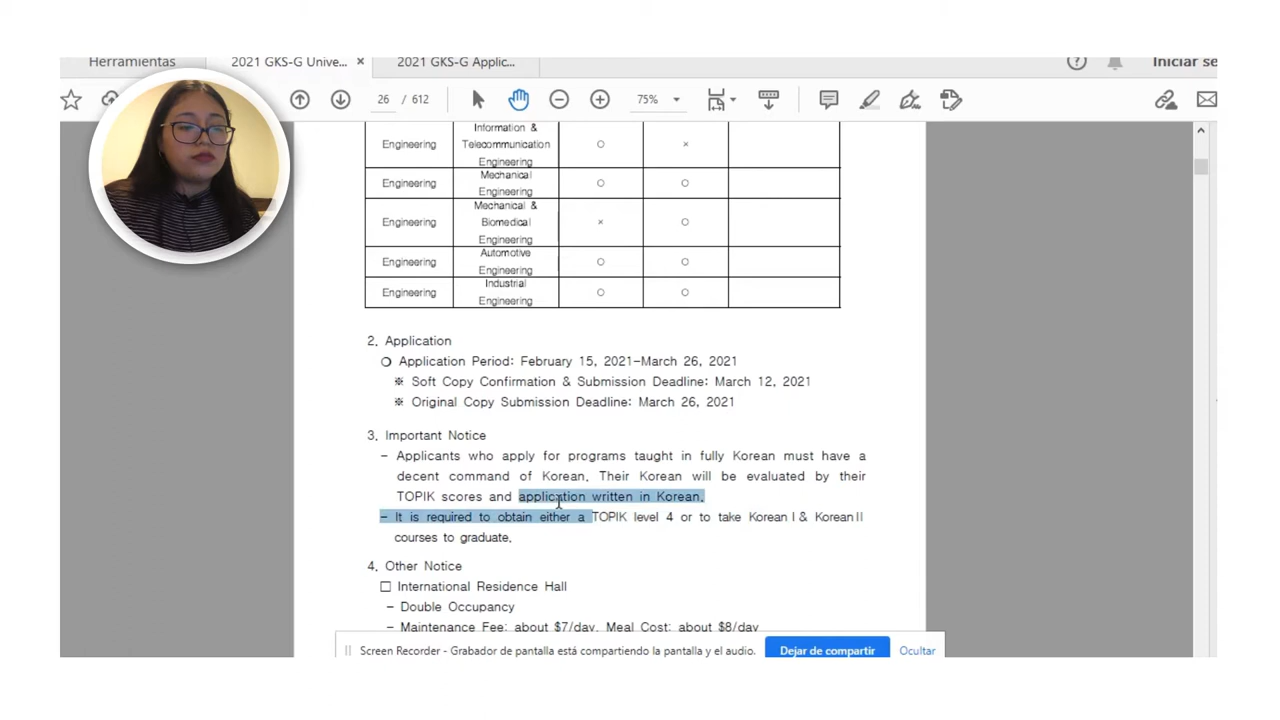 Herramientas
2021 GKS-G Unive... ×
2021 GKS-G Applic...
? Iniciar se
26 / 612
75%
Engineering Information &
Telecommunication
Engineering ○ ×
Engineering Mechanical
Engineering ○ ○
Engineering Mechanical &
Biomedical
Engineering × ○
Engineering Automotive
Engineering ○ ○
Engineering Industrial
Engineering ○ ○
2. Application
○ Application Period: February 15, 2021-March 26, 2021
※ Soft Copy Confirmation & Submission Deadline: March 12, 2021
※ Original Copy Submission Deadline: March 26, 2021
3. Important Notice
- Applicants who apply for programs taught in fully Korean must have a
decent command of Korean. Their Korean will be evaluated by their
TOPIK scores and application written in Korean.
- It is required to obtain either a TOPIK level 4 or to take Korean I & Korean II
courses to graduate.
4. Other Notice
□ International Residence Hall
- Double Occupancy
- Maintenance Fee: about $7/day, Meal Cost: about $8/day
Screen Recorder - Grabador de pantalla está compartiendo la pantalla y el audio.
Dejar de compartir
Ocultar